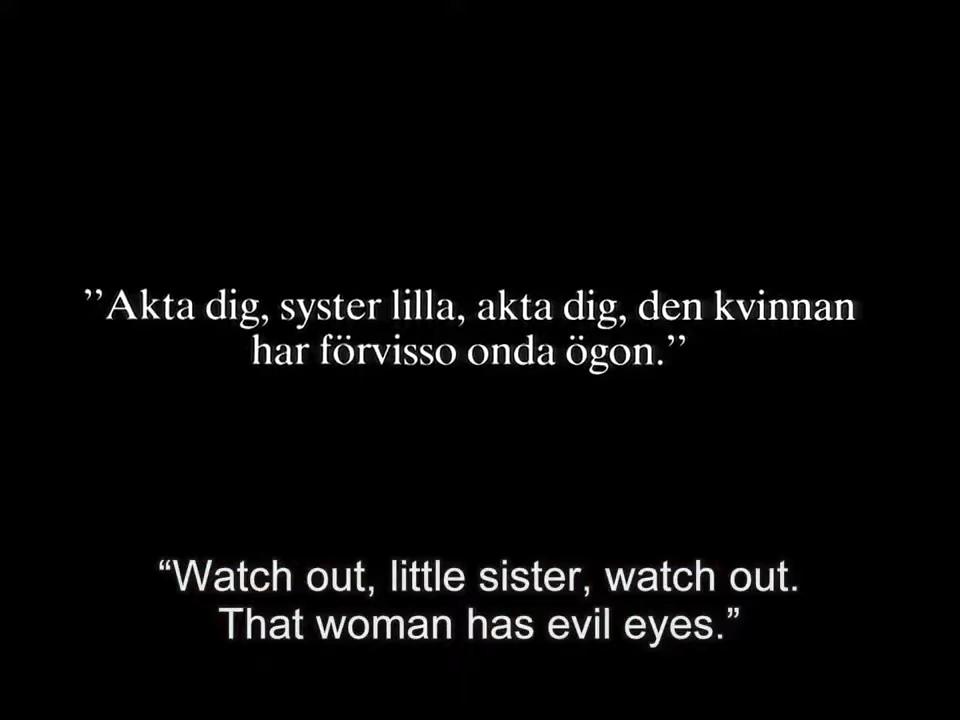 ”Akta dig, syster lilla, akta dig, den kvinnan
har förvisso onda ögon.”
“Watch out, little sister, watch out.
That woman has evil eyes.”